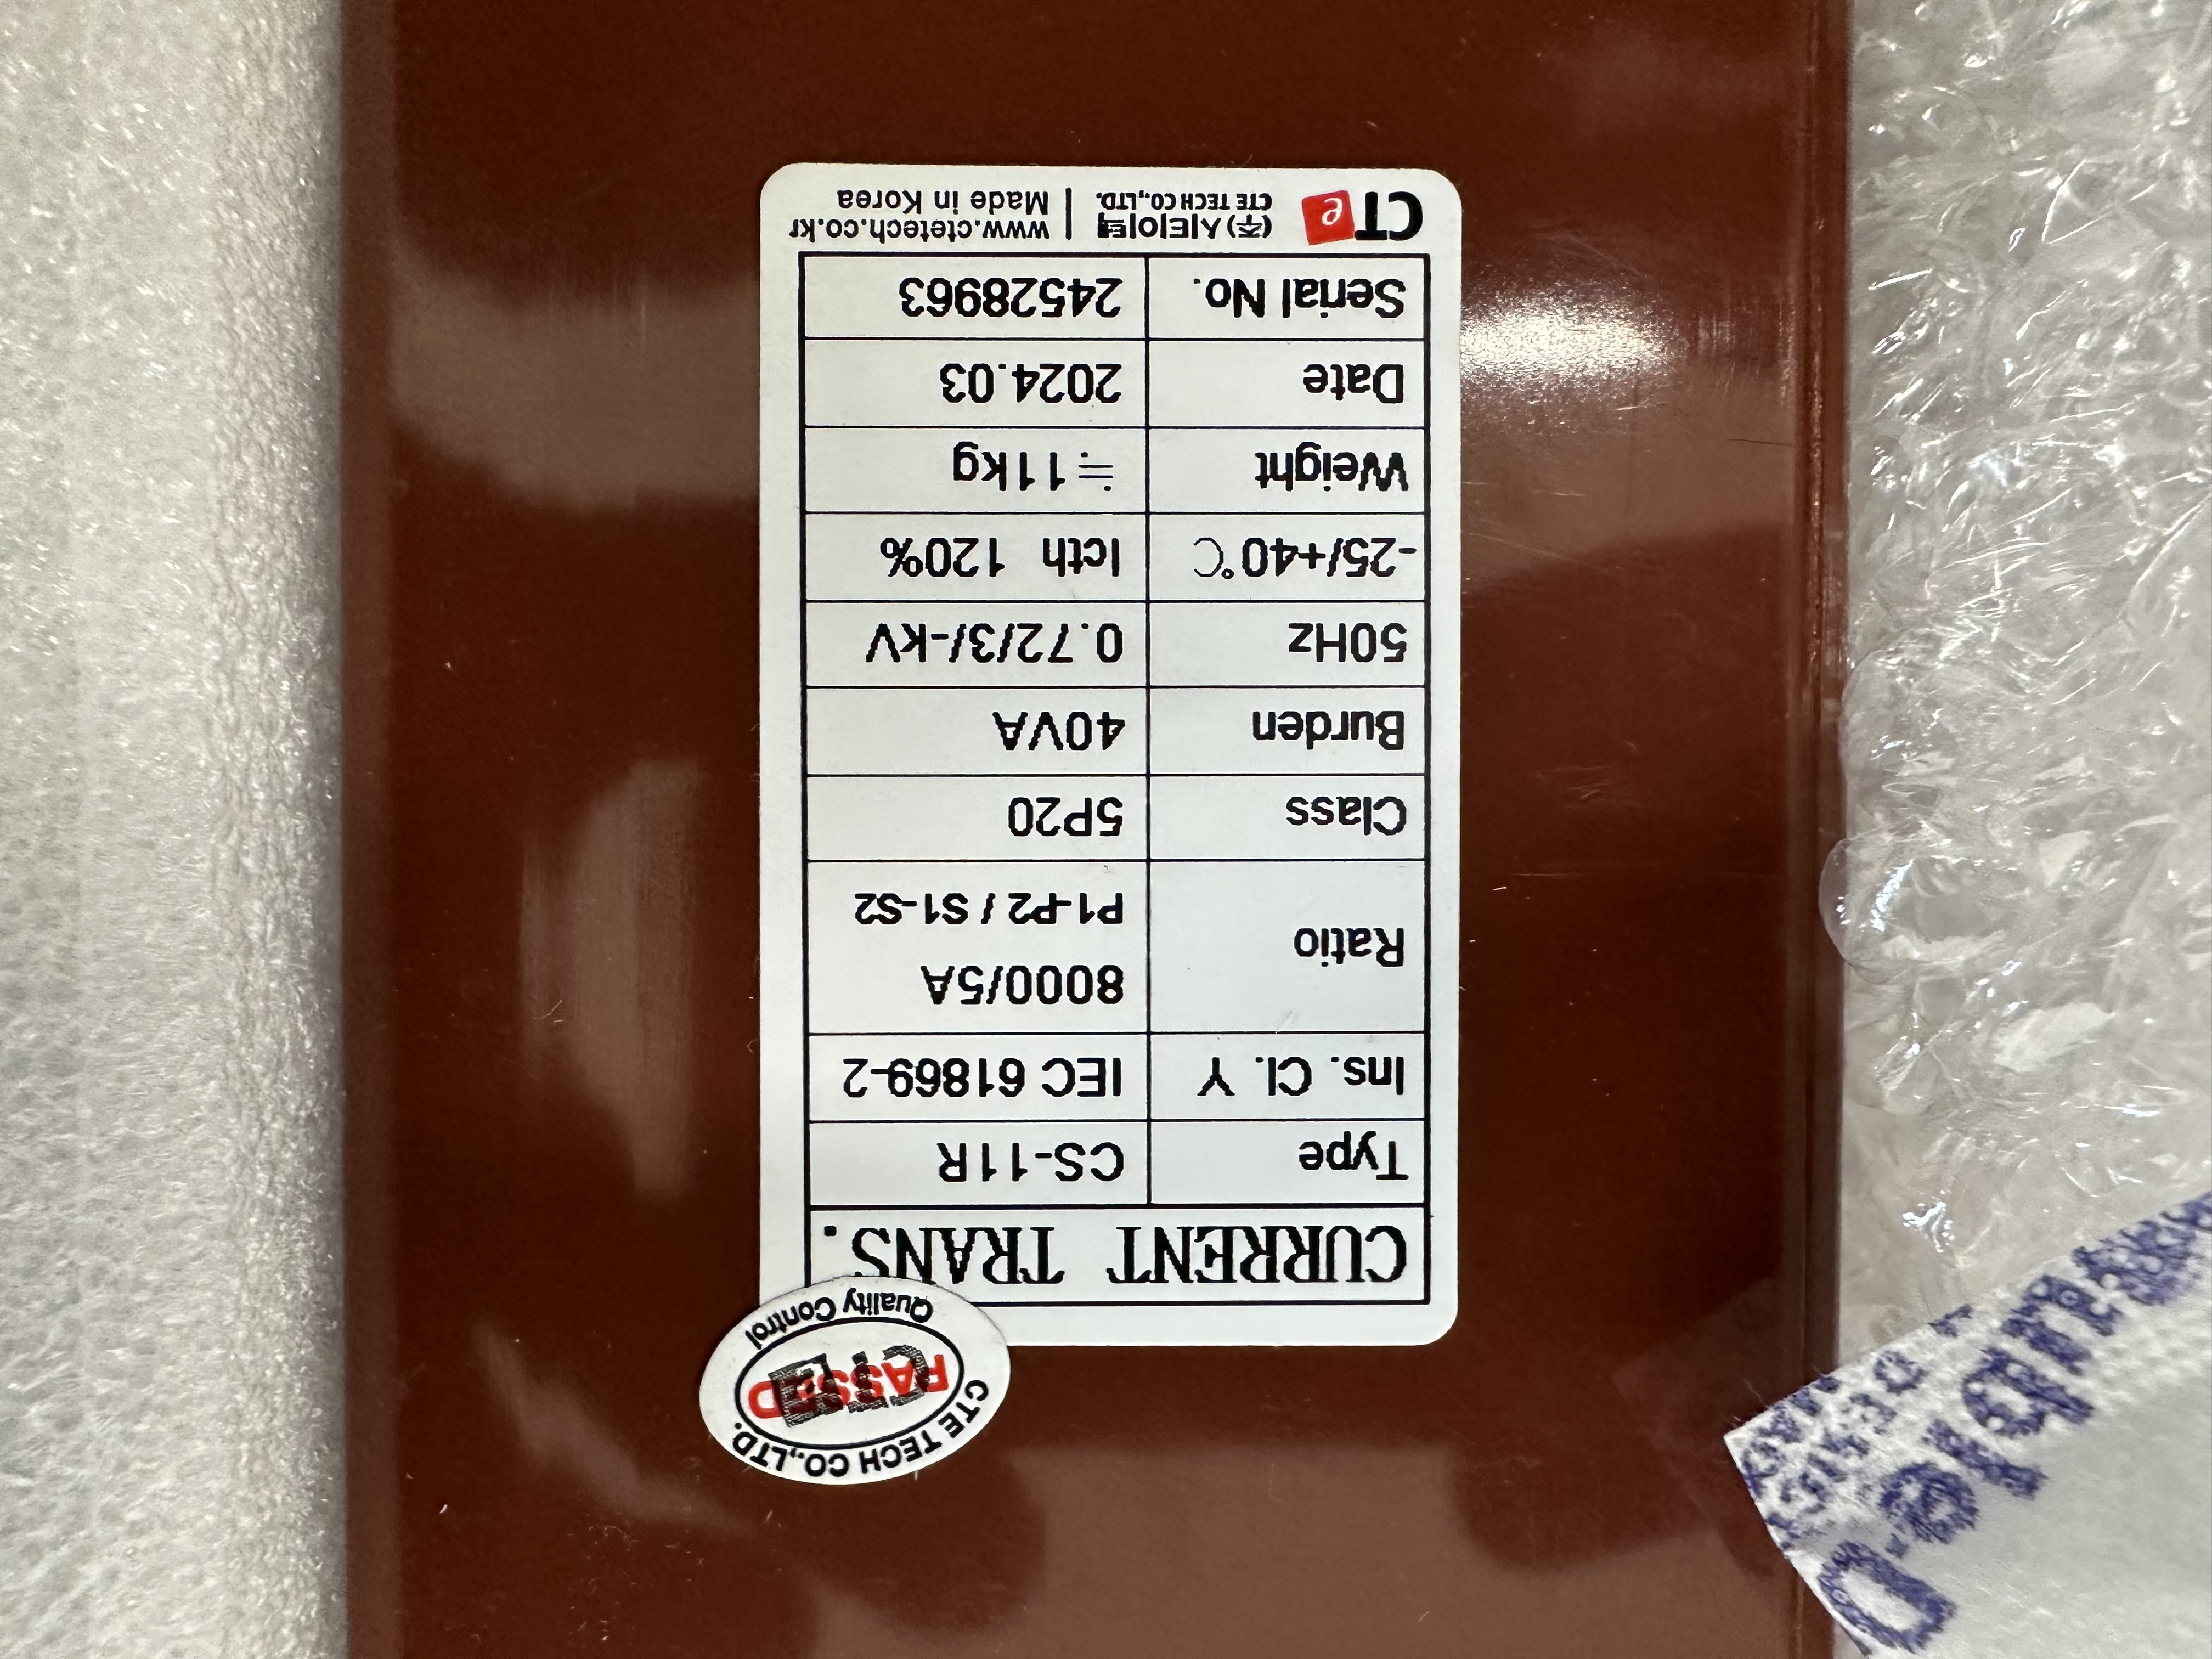 CURRENT TRANS.
Type CS-11R
Ins. Cl. Y IEC 61869-2
Ratio 8000/5A
P1-P2 / S1-S2
Class 5P20
Burden 40VA
50Hz 0.72/3/-kV
-25/+40℃ Icth 120%
Weight ≒11kg
Date 2024.03
Serial No. 24528963
CTe (주)시티이텍 | www.ctetech.co.kr
CTE TECH CO.,LTD. | Made in Korea
CTE TECH CO.,LTD.
PASSED
CTE
Quality Control